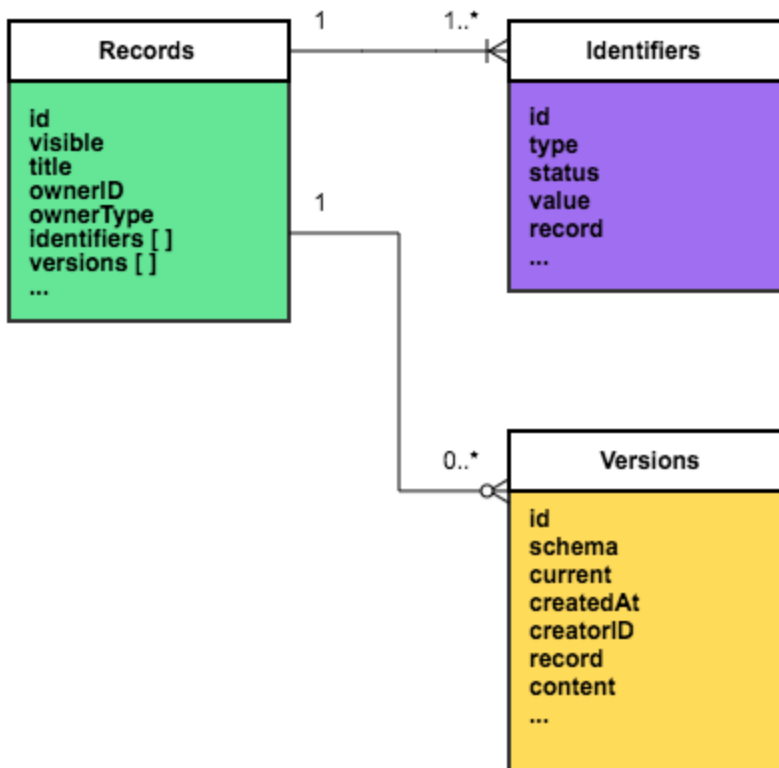 1
1..*
Records
Identifiers
id
visible
title
ownerID
ownerType
identifiers [ ]
versions [ ]
...
id
type
status
value
record
...
1
0..*
Versions
id
schema
current
createdAt
creatorID
record
content
...